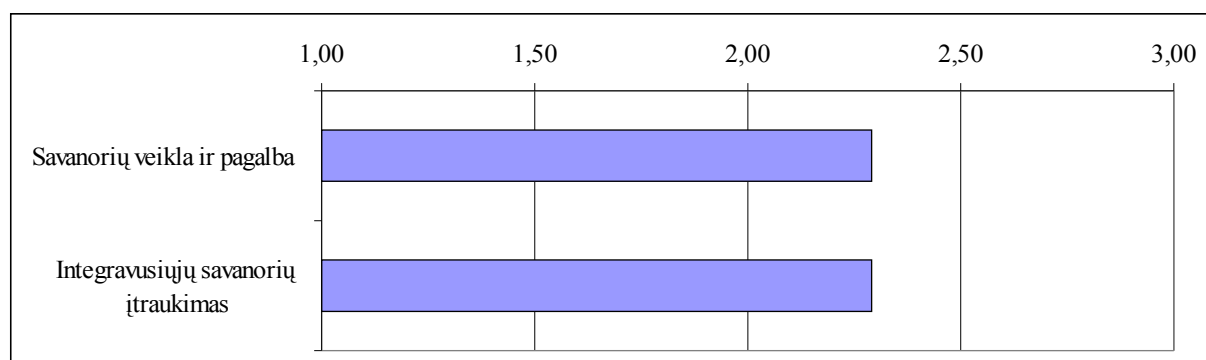 1,00 1,50 2,00 2,50 3,00
Savanorių veikla ir pagalba
Integravusiųjų savanorių
įtraukimas